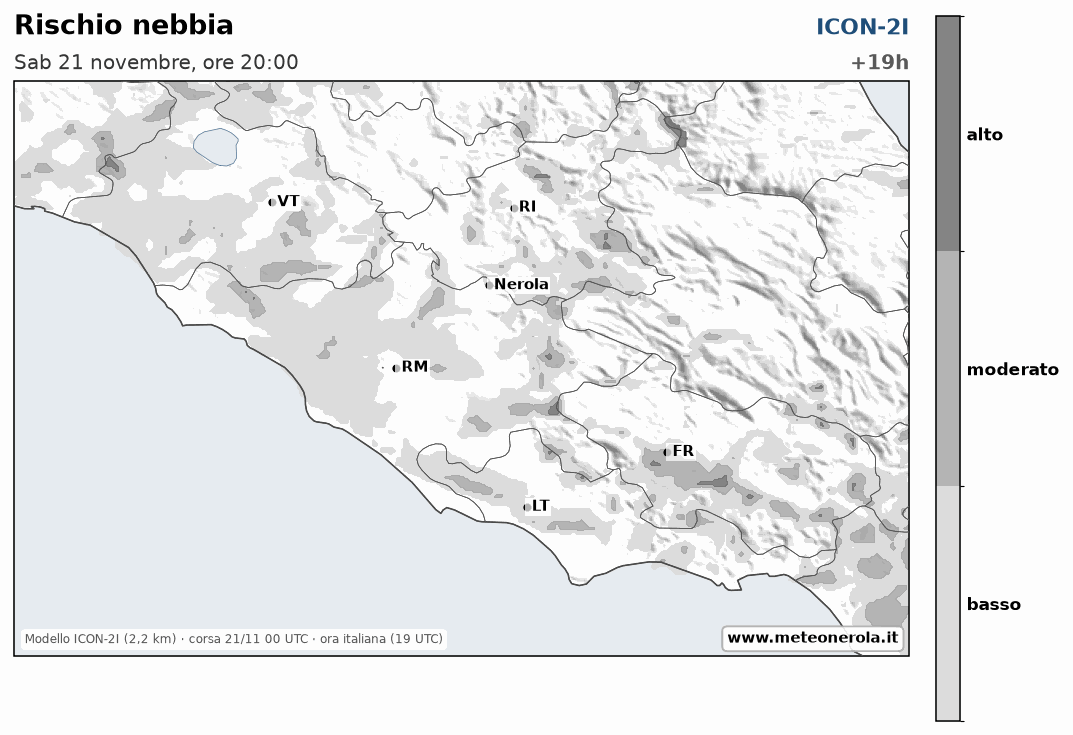 Rischio nebbia
ICON-2I
Sab 21 novembre, ore 20:00
+19h
alto
VT
RI
Nerola
moderato
RM
FR
LT
basso
Modello ICON-2I (2,2 km) · corsa 21/11 00 UTC · ora italiana (19 UTC)
www.meteonerola.it